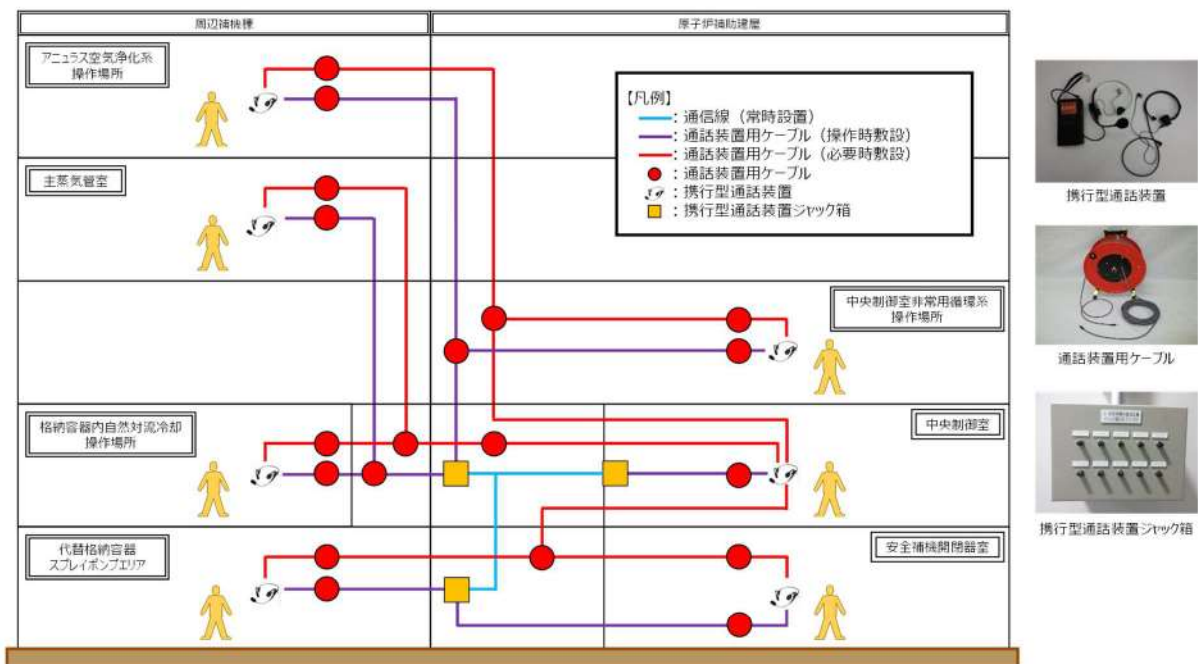 周辺補機棟
原子炉補助建屋
アニュラス空気浄化系
操作場所
【凡例】
：通信線（常時設置）
：通話装置用ケーブル（操作時敷設）
：通話装置用ケーブル（必要時敷設）
：通話装置用ケーブル
：携行型通話装置
：携行型通話装置ジャック箱
主蒸気管室
中央制御室非常用循環系
操作場所
格納容器内自然対流冷却
操作場所
中央制御室
代替格納容器
スプレイポンプエリア
安全補機開閉器室
携行型通話装置
通話装置用ケーブル
携行型通話装置ジャック箱